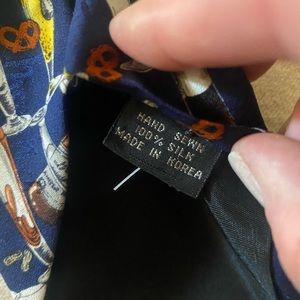 HAND SEWN
100% SILK
MADE IN KOREA